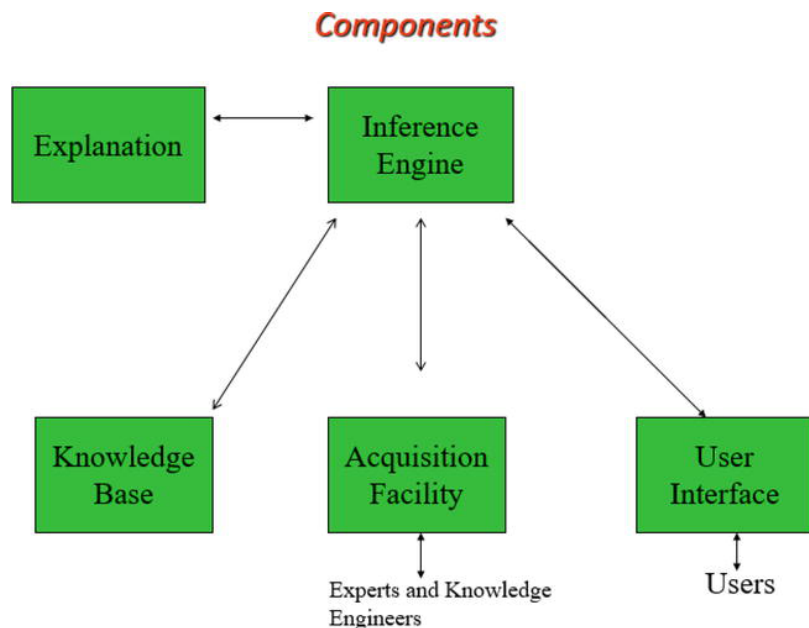 Components
Explanation
Inference
Engine
Knowledge
Base
Acquisition
Facility
User
Interface
Experts and Knowledge
Engineers
Users